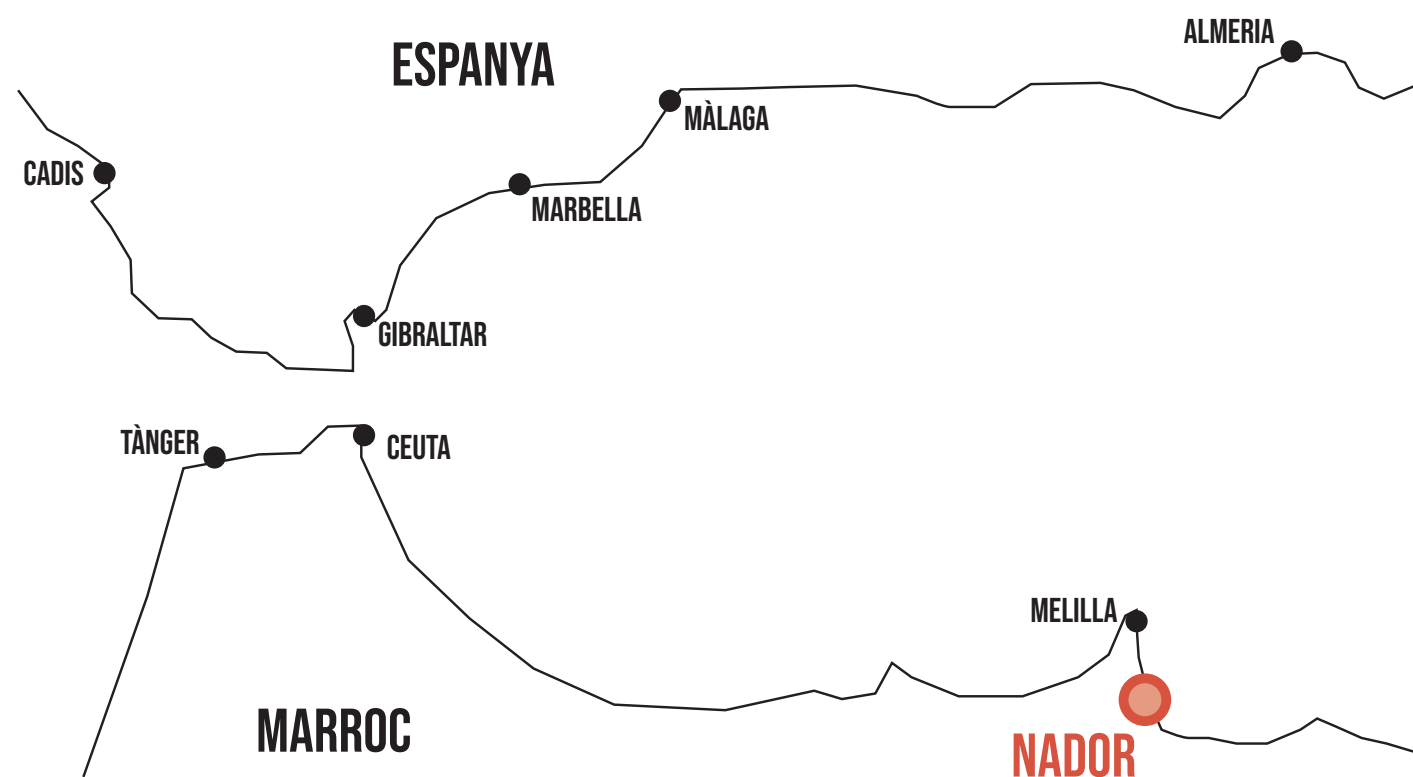 ALMERIA
ESPANYA
MÀLAGA
CADIS
MARBELLA
GIBRALTAR
TÀNGER
CEUTA
MELILLA
MARROC
NADOR